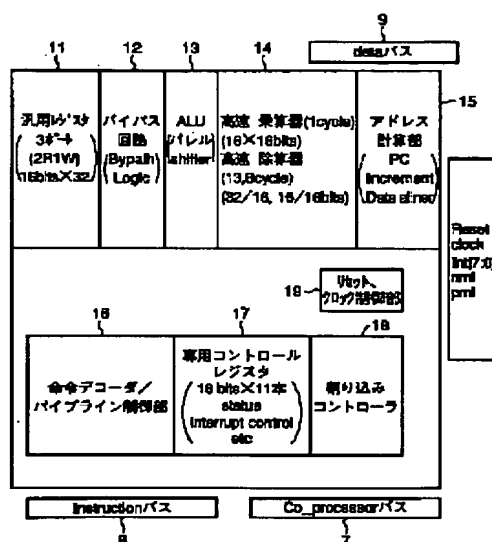 9
dataバス
11
12
13
14
15
汎用レジスタ
3ポート
(2R1W)
16bits×32
バイパス
回路
Bypath
Logic
ALU
バレル
shifter
高速 乗算器(1cycle)
(16×16bits)
高速 除算器
(13,8cycle)
(32/16, 16/16bits)
アドレス
計算部
PC
Increment
Data aline
Reset
clock
Int[7:0]
nmi
pmi
19
リセット、
クロック制御部
16
17
18
命令デコーダ/
パイプライン制御部
専用コントロール
レジスタ
16 bits×11本
status
Interrupt control
etc
割り込み
コントローラ
Instructionバス
8
Co_processorバス
7